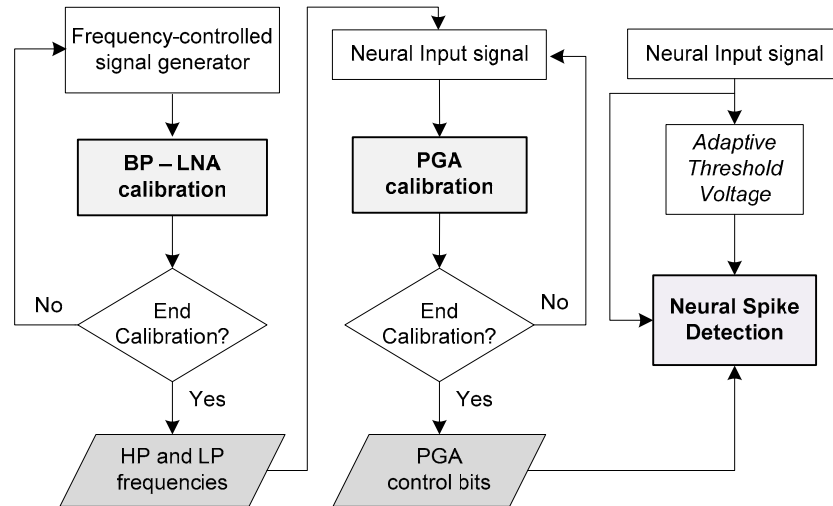 Frequency-controlled
signal generator
BP – LNA
calibration
No
End
Calibration?
Yes
HP and LP
frequencies
Neural Input signal
PGA
calibration
End
Calibration?
No
Yes
PGA
control bits
Neural Input signal
Adaptive
Threshold
Voltage
Neural Spike
Detection